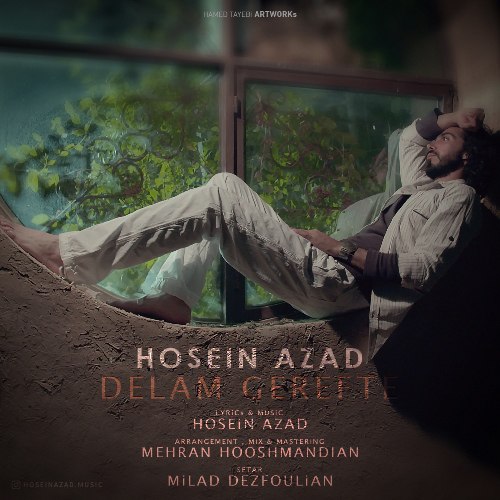 HAMED TAYEBI ARTWORKs
HOSEIN AZAD
DELAM GEREFTE
LYRICS & MUSIC
HOSEIN AZAD
ARRANGEMENT , MIX & MASTERING
MEHRAN HOOSHMANDIAN
SETAR
MiLAD DEZFOULiAN
HOSEINAZAD.MUSIC